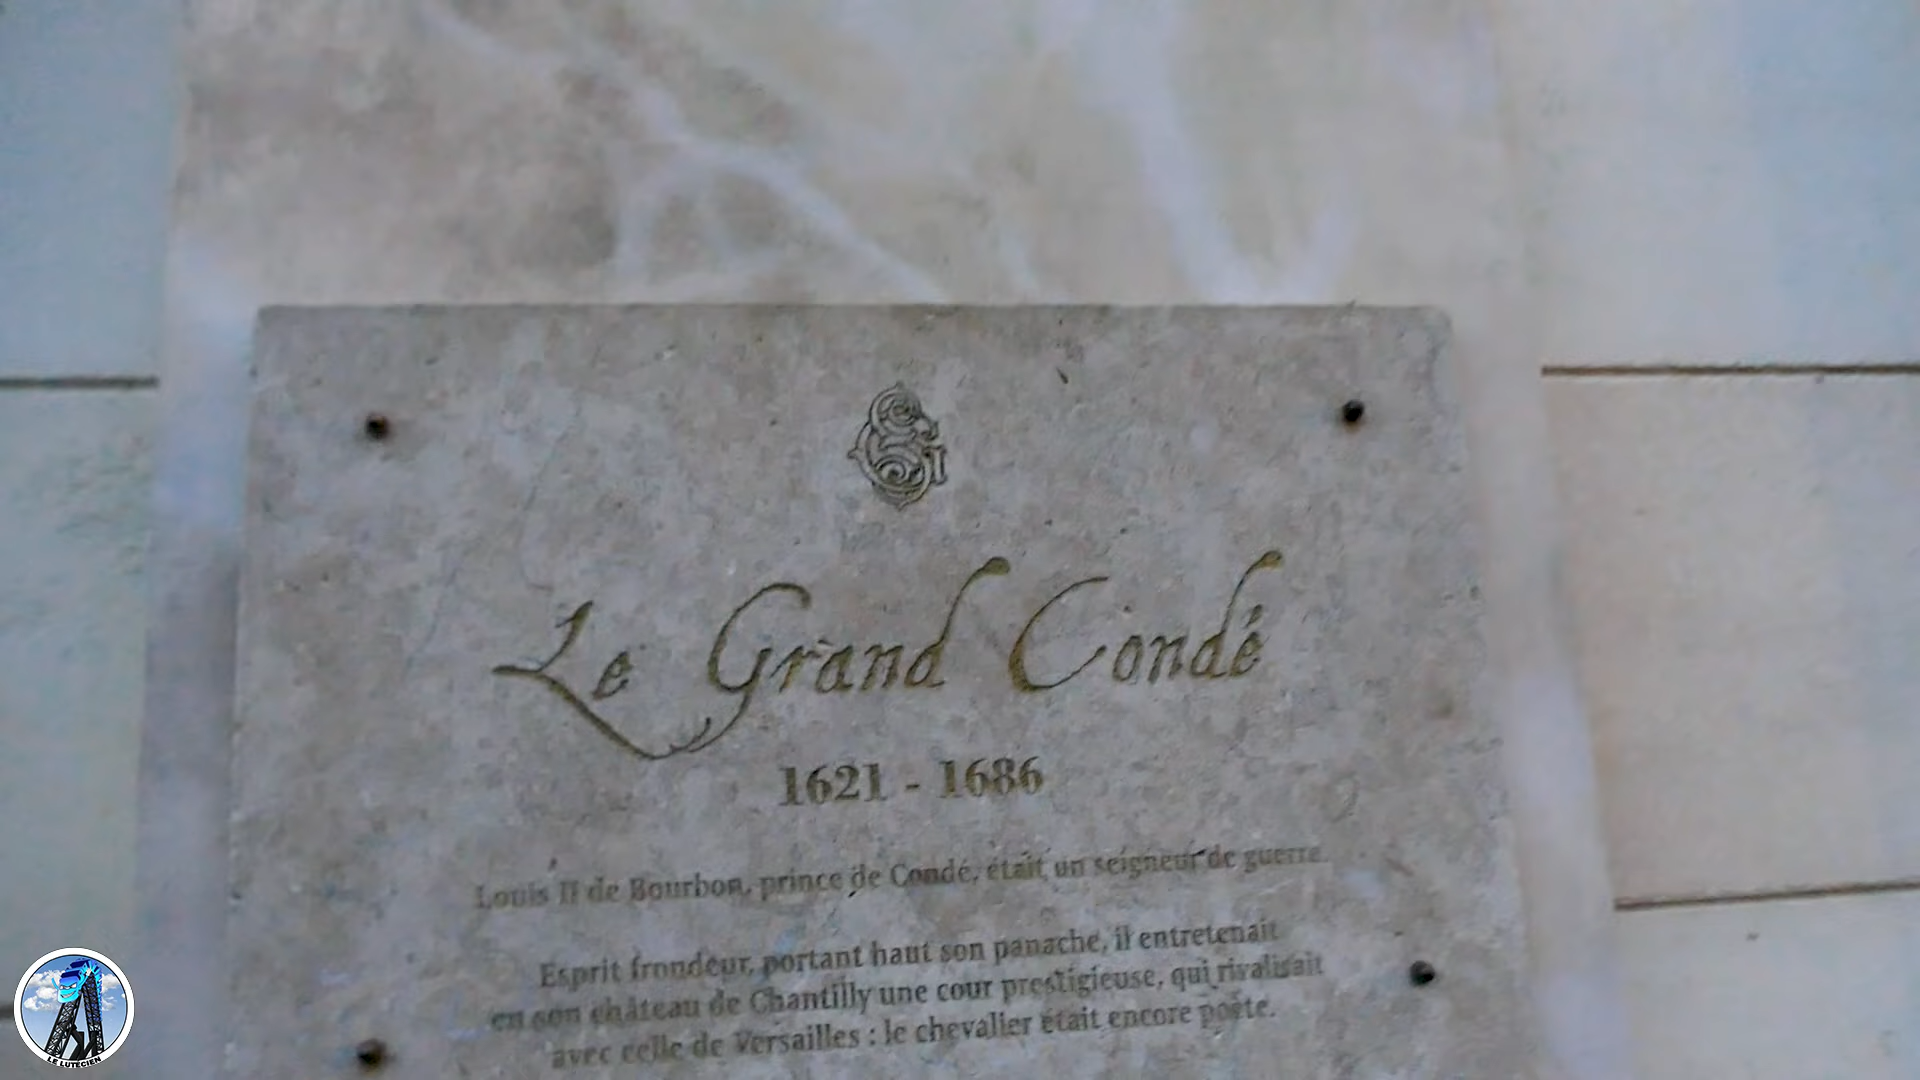 Le Grand Condé
1621 - 1686
Louis II de Bourbon, prince de Condé, était un seigneur de guerre.
Esprit frondeur, portant haut son panache, il entretenait
en son château de Chantilly une cour prestigieuse, qui rivalisait
avec celle de Versailles : le chevalier était encore poète.
LE LUTÉCIEN